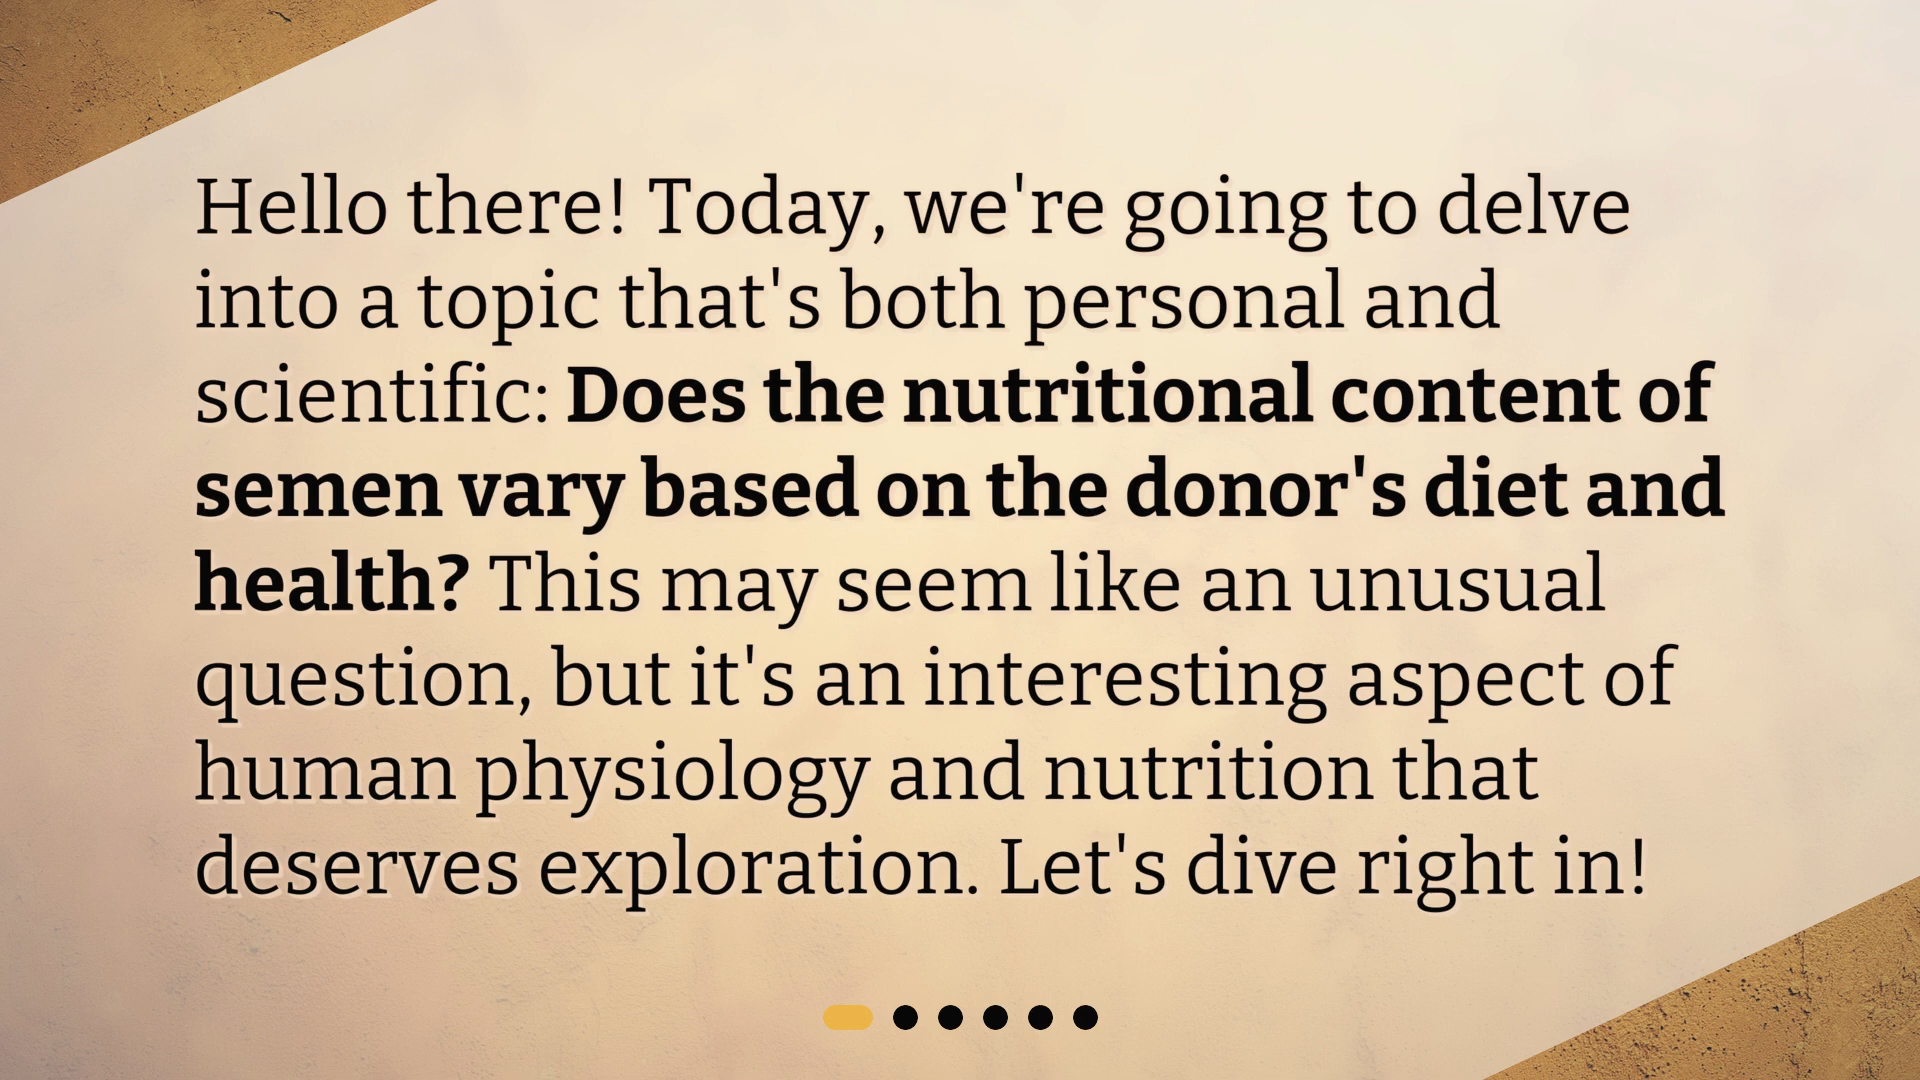 Hello there! Today, we're going to delve
into a topic that's both personal and
scientific: Does the nutritional content of
semen vary based on the donor's diet and
health? This may seem like an unusual
question, but it's an interesting aspect of
human physiology and nutrition that
deserves exploration. Let's dive right in!